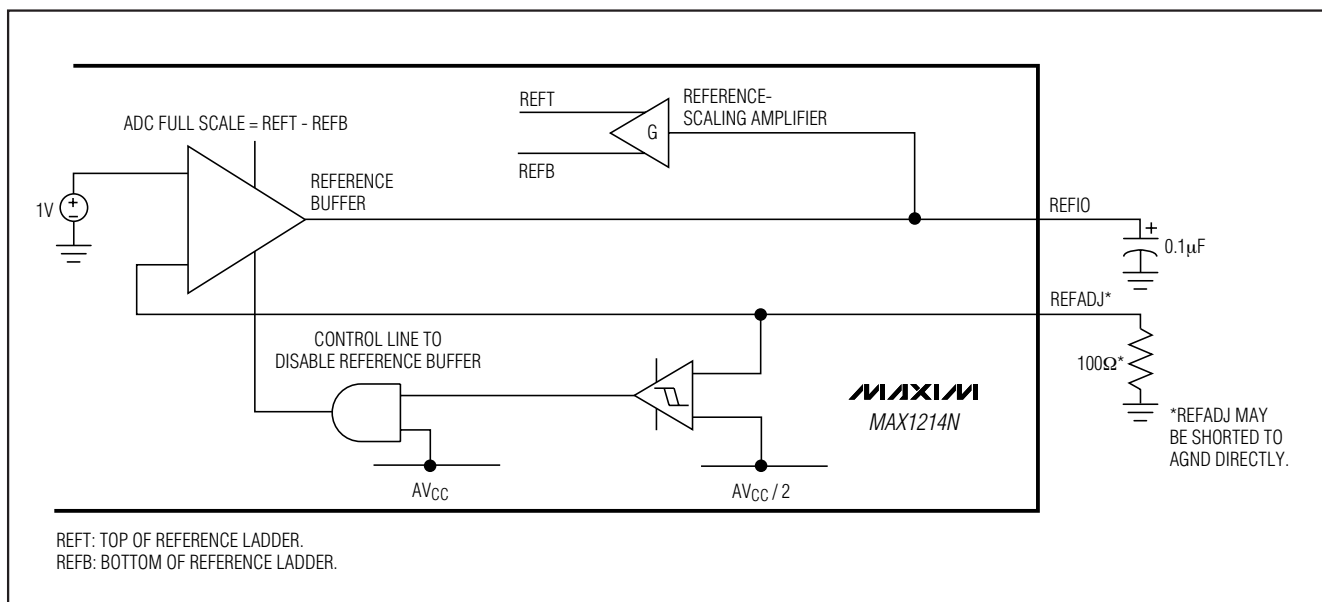 ADC FULL SCALE = REFT - REFB
REFT
REFB
G
REFERENCE-
SCALING AMPLIFIER
1V
+
-
REFERENCE
BUFFER
REFIO
+
0.1µF
REFADJ*
100Ω*
*REFADJ MAY
BE SHORTED TO
AGND DIRECTLY.
CONTROL LINE TO
DISABLE REFERENCE BUFFER
MAXIM
MAX1214N
AVCC
AVCC / 2
REFT: TOP OF REFERENCE LADDER.
REFB: BOTTOM OF REFERENCE LADDER.